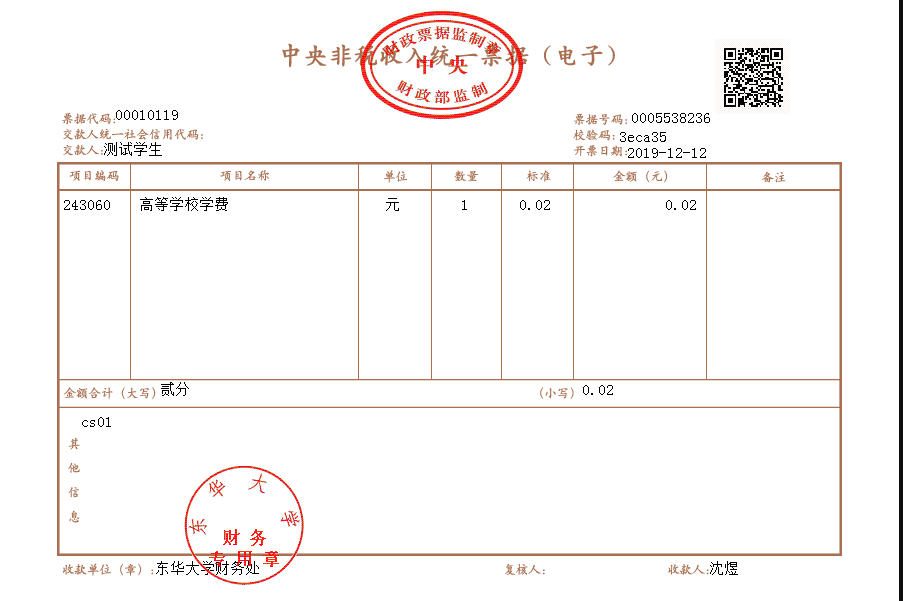 中央非税收入统一票据（电子）
财政票据监制章
中央
财政部监制
票据代码:00010119
票据号码:0005538236
交款人统一社会信用代码:
校验码:3eca35
交款人:测试学生
开票日期:2019-12-12
项目编码 项目名称 单位 数量 标准 金额（元） 备注
243060 高等学校学费 元 1 0.02 0.02
金额合计（大写）贰分 （小写）0.02
cs01
其他信息
东华大学
财务
专用章
收款单位（章）:东华大学财务处 复核人: 收款人:沈煜